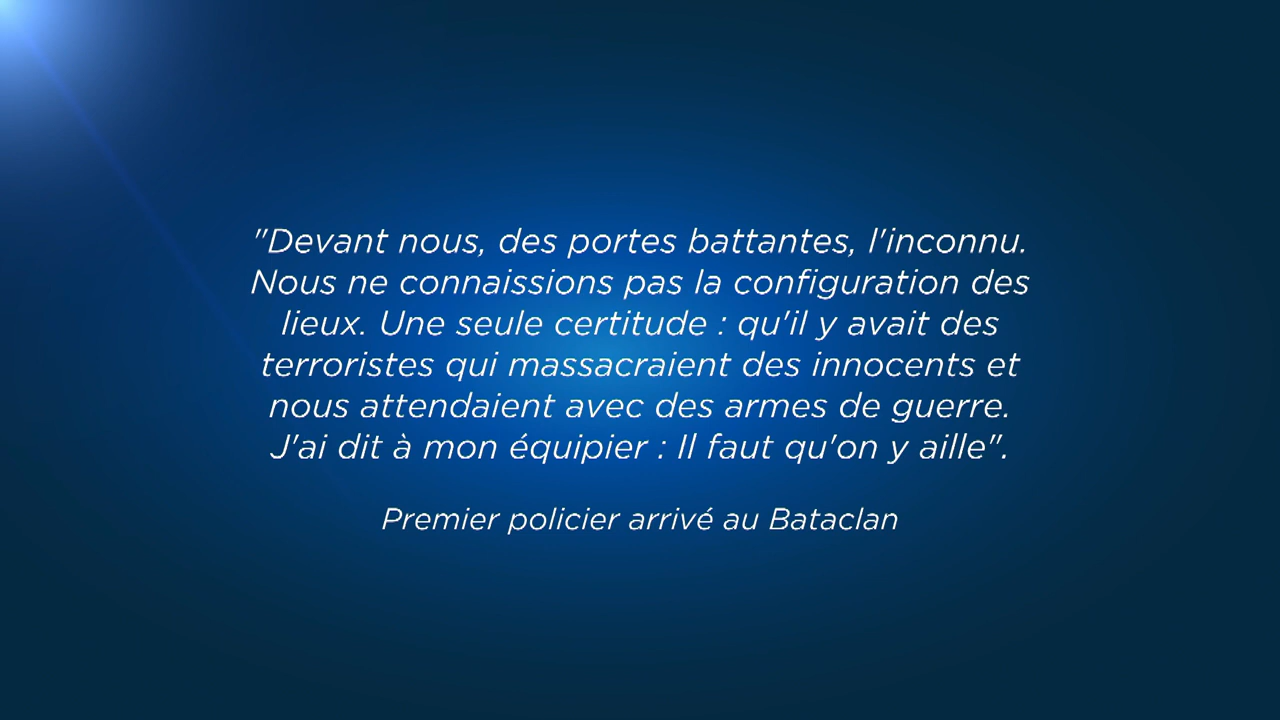 "Devant nous, des portes battantes, l'inconnu.
Nous ne connaissions pas la configuration des
lieux. Une seule certitude : qu'il y avait des
terroristes qui massacraient des innocents et
nous attendaient avec des armes de guerre.
J'ai dit à mon équipier : Il faut qu'on y aille".
Premier policier arrivé au Bataclan